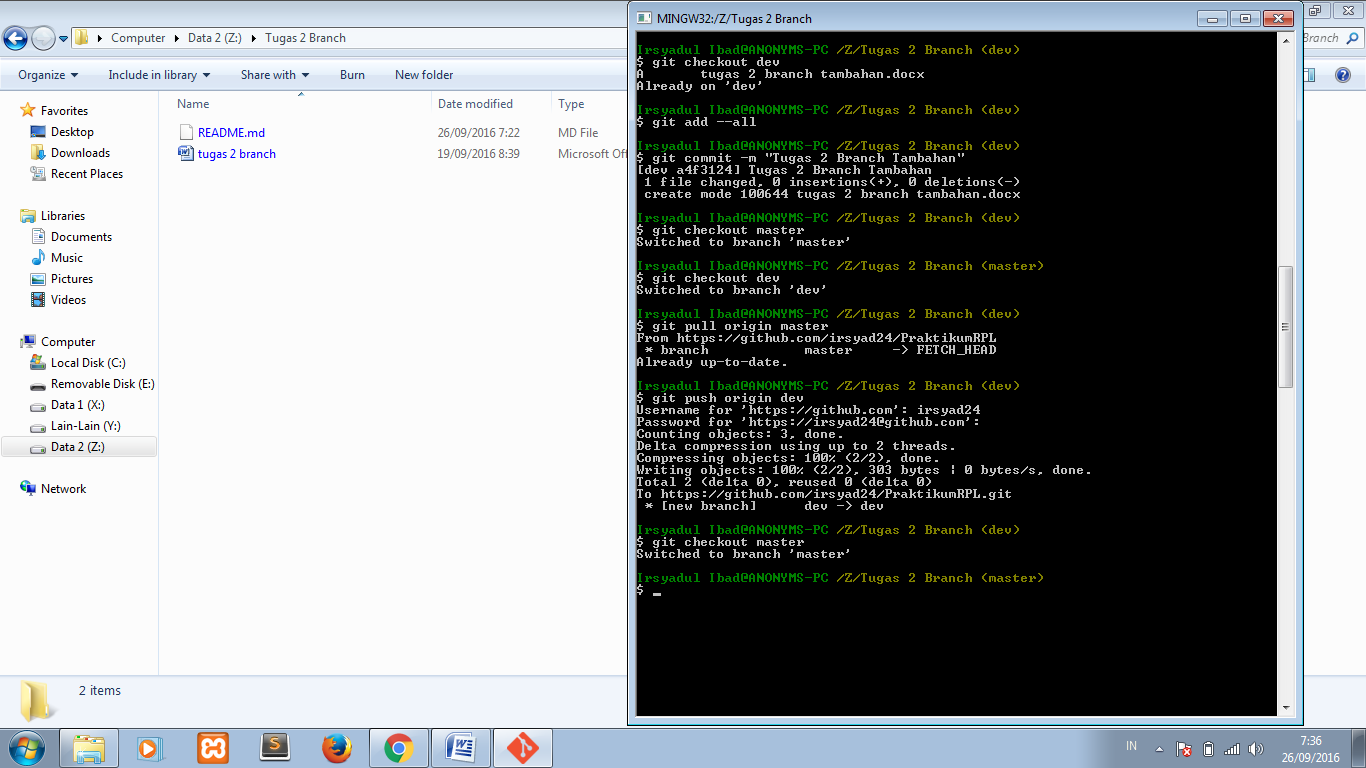 Computer ▸ Data 2 (Z:) ▸ Tugas 2 Branch
Branch
Organize Include in library Share with Burn New folder
Favorites
Desktop
Downloads
Recent Places
Libraries
Documents
Music
Pictures
Videos
Computer
Local Disk (C:)
Removable Disk (E:)
Data 1 (X:)
Lain-Lain (Y:)
Data 2 (Z:)
Network
Name Date modified Type
README.md 26/09/2016 7:22 MD File
tugas 2 branch 19/09/2016 8:39 Microsoft Of
2 items
MINGW32:/Z/Tugas 2 Branch
Irsyadul Ibad@ANONYMS-PC /Z/Tugas 2 Branch (dev)
$ git checkout dev
A tugas 2 branch tambahan.docx
Already on 'dev'
Irsyadul Ibad@ANONYMS-PC /Z/Tugas 2 Branch (dev)
$ git add --all
Irsyadul Ibad@ANONYMS-PC /Z/Tugas 2 Branch (dev)
$ git commit -m "Tugas 2 Branch Tambahan"
[dev a4f3124] Tugas 2 Branch Tambahan
1 file changed, 0 insertions(+), 0 deletions(-)
create mode 100644 tugas 2 branch tambahan.docx
Irsyadul Ibad@ANONYMS-PC /Z/Tugas 2 Branch (dev)
$ git checkout master
Switched to branch 'master'
Irsyadul Ibad@ANONYMS-PC /Z/Tugas 2 Branch (master)
$ git checkout dev
Switched to branch 'dev'
Irsyadul Ibad@ANONYMS-PC /Z/Tugas 2 Branch (dev)
$ git pull origin master
From https://github.com/irsyad24/PraktikumRPL
* branch master -> FETCH_HEAD
Already up-to-date.
Irsyadul Ibad@ANONYMS-PC /Z/Tugas 2 Branch (dev)
$ git push origin dev
Username for 'https://github.com': irsyad24
Password for 'https://irsyad24@github.com':
Counting objects: 3, done.
Delta compression using up to 2 threads.
Compressing objects: 100% (2/2), done.
Writing objects: 100% (2/2), 303 bytes | 0 bytes/s, done.
Total 2 (delta 0), reused 0 (delta 0)
To https://github.com/irsyad24/PraktikumRPL.git
* [new branch] dev -> dev
Irsyadul Ibad@ANONYMS-PC /Z/Tugas 2 Branch (dev)
$ git checkout master
Switched to branch 'master'
Irsyadul Ibad@ANONYMS-PC /Z/Tugas 2 Branch (master)
$
IN
7:36
26/09/2016